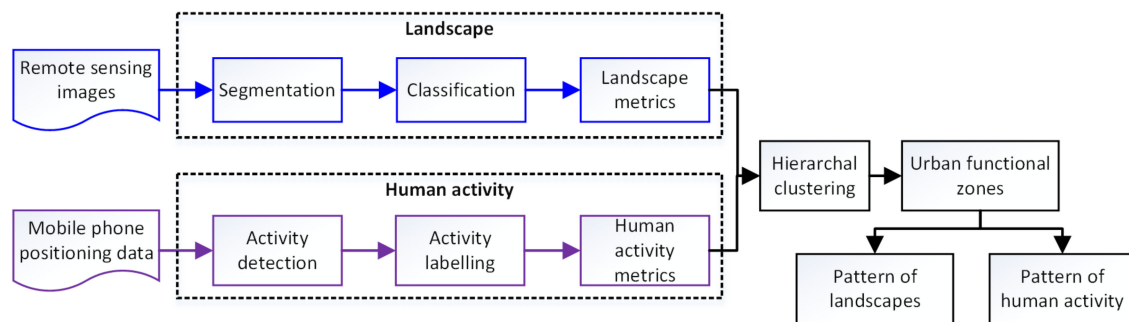 Landscape
Remote sensing
images
Segmentation
Classification
Landscape
metrics
Human activity
Mobile phone
positioning data
Activity
detection
Activity
labelling
Human
activity
metrics
Hierarchal
clustering
Urban functional
zones
Pattern of
landscapes
Pattern of
human activity